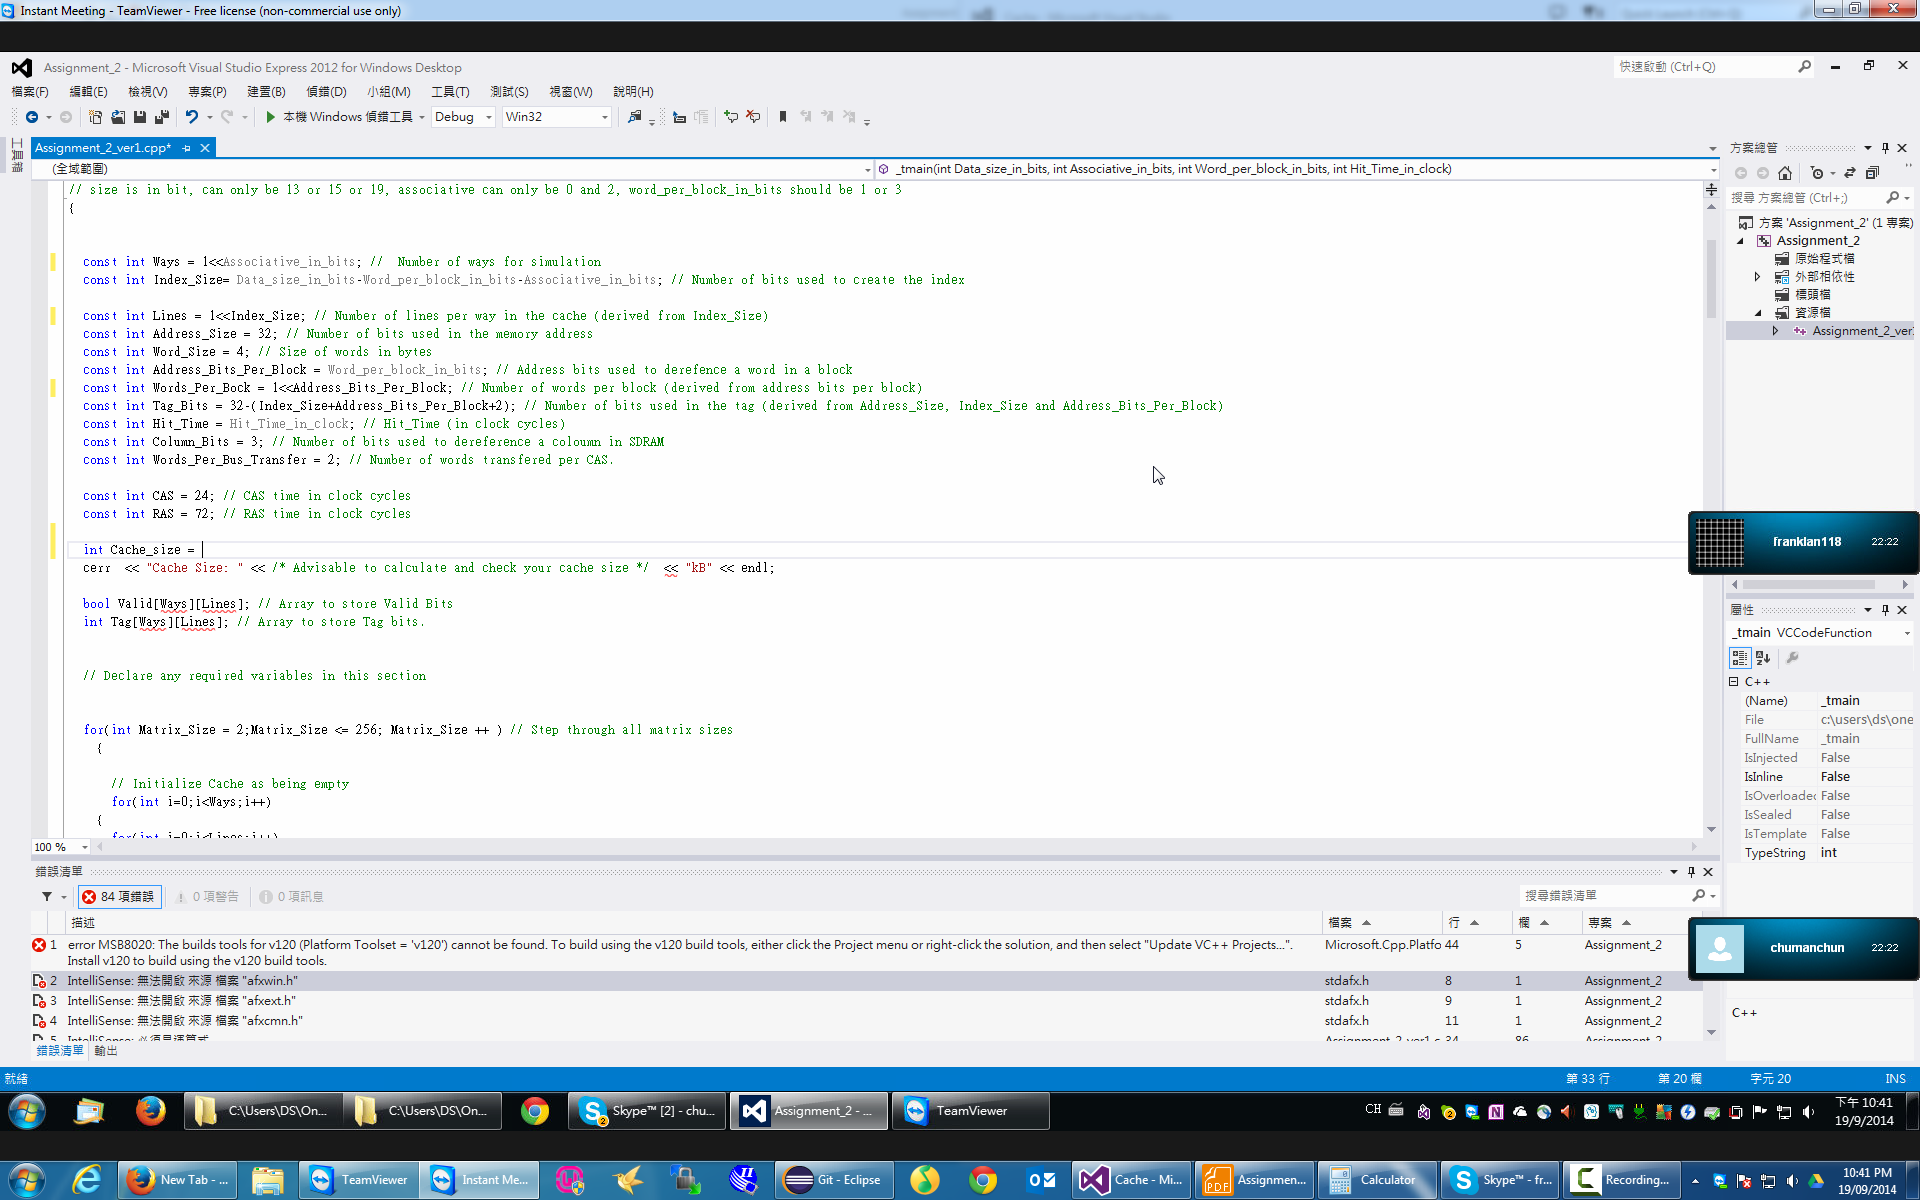 Instant Meeting - TeamViewer - Free license (non-commercial use only)
Assignment_2 - Microsoft Visual Studio Express 2012 for Windows Desktop
快速啟動 (Ctrl+Q)
檔案(F) 編輯(E) 檢視(V) 專案(P) 建置(B) 偵錯(D) 小組(M) 工具(T) 測試(S) 視窗(W) 說明(H)
本機 Windows 偵錯工具 Debug Win32
Assignment_2_ver1.cpp*
(全域範圍)
_tmain(int Data_size_in_bits, int Associative_in_bits, int Word_per_block_in_bits, int Hit_Time_in_clock)
// size is in bit, can only be 13 or 15 or 19, associative can only be 0 and 2, word_per_block_in_bits should be 1 or 3
{
const int Ways = 1<<Associative_in_bits; //  Number of ways for simulation
const int Index_Size= Data_size_in_bits-Word_per_block_in_bits-Associative_in_bits; // Number of bits used to create the index
const int Lines = 1<<Index_Size; // Number of lines per way in the cache (derived from Index_Size)
const int Address_Size = 32; // Number of bits used in the memory address
const int Word_Size = 4; // Size of words in bytes
const int Address_Bits_Per_Block = Word_per_block_in_bits; // Address bits used to derefence a word in a block
const int Words_Per_Bock = 1<<Address_Bits_Per_Block; // Number of words per block (derived from address bits per block)
const int Tag_Bits = 32-(Index_Size+Address_Bits_Per_Block+2); // Number of bits used in the tag (derived from Address_Size, Index_Size and Address_Bits_Per_Block)
const int Hit_Time = Hit_Time_in_clock; // Hit_Time (in clock cycles)
const int Column_Bits = 3; // Number of bits used to dereference a coloumn in SDRAM
const int Words_Per_Bus_Transfer = 2; // Number of words transfered per CAS.
const int CAS = 24; // CAS time in clock cycles
const int RAS = 72; // RAS time in clock cycles
int Cache_size =
cerr  << "Cache Size: " << /* Advisable to calculate and check your cache size */  << "kB" << endl;
bool Valid[Ways][Lines]; // Array to store Valid Bits
int Tag[Ways][Lines]; // Array to store Tag bits.
// Declare any required variables in this section
for(int Matrix_Size = 2;Matrix_Size <= 256; Matrix_Size ++ ) // Step through all matrix sizes
{
// Initialize Cache as being empty
for(int i=0;i<Ways;i++)
{
for(int i=0;i<Lines;i++)
100 %
方案總管
搜尋 方案總管 (Ctrl+;)
方案 'Assignment_2' (1 專案)
Assignment_2
原始程式檔
外部相依性
標頭檔
資源檔
Assignment_2_ver
franklan118 22:22
屬性
_tmain VCCodeFunction
C++
(Name) _tmain
File c:\users\ds\one
FullName _tmain
IsInjected False
IsInline False
IsOverloaded False
IsSealed False
IsTemplate False
TypeString int
chumanchun 22:22
C++
錯誤清單
84 項錯誤 0 項警告 0 項訊息
搜尋錯誤清單
描述 檔案 行 欄 專案
1 error MSB8020: The builds tools for v120 (Platform Toolset = 'v120') cannot be found. To build using the v120 build tools, either click the Project menu or right-click the solution, and then select "Update VC++ Projects...". Microsoft.Cpp.Platfo 44 5 Assignment_2
Install v120 to build using the v120 build tools.
2 IntelliSense: 無法開啟 來源 檔案 "afxwin.h" stdafx.h 8 1 Assignment_2
3 IntelliSense: 無法開啟 來源 檔案 "afxext.h" stdafx.h 9 1 Assignment_2
4 IntelliSense: 無法開啟 來源 檔案 "afxcmn.h" stdafx.h 11 1 Assignment_2
5 IntelliSense: 必須是運算式 Assignment_2_ver1.c 34 86 Assignment_2
錯誤清單 輸出
就緒 第 33 行 第 20 欄 字元 20 INS
C:\Users\DS\On... C:\Users\DS\On... Skype™ [2] - chu... Assignment_2 - ... TeamViewer CH 下午 10:41
19/9/2014
New Tab - ... TeamViewer Instant Me... Git - Eclipse Cache - Mi... Assignmen... Calculator Skype™ - fr... Recording... 10:41 PM
19/09/2014